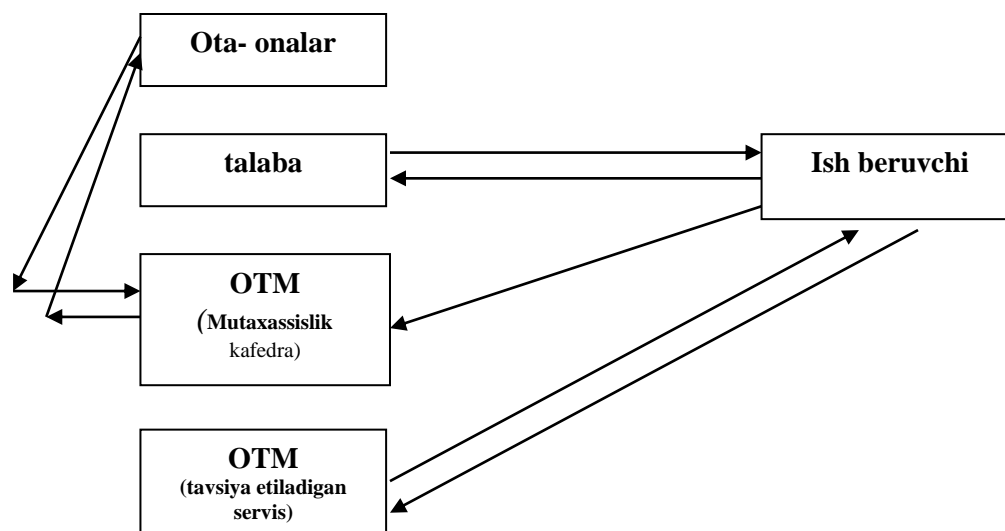 Ota- onalar
talaba
Ish beruvchi
OTM
(Mutaxassislik
kafedra)
OTM
(tavsiya etiladigan
servis)